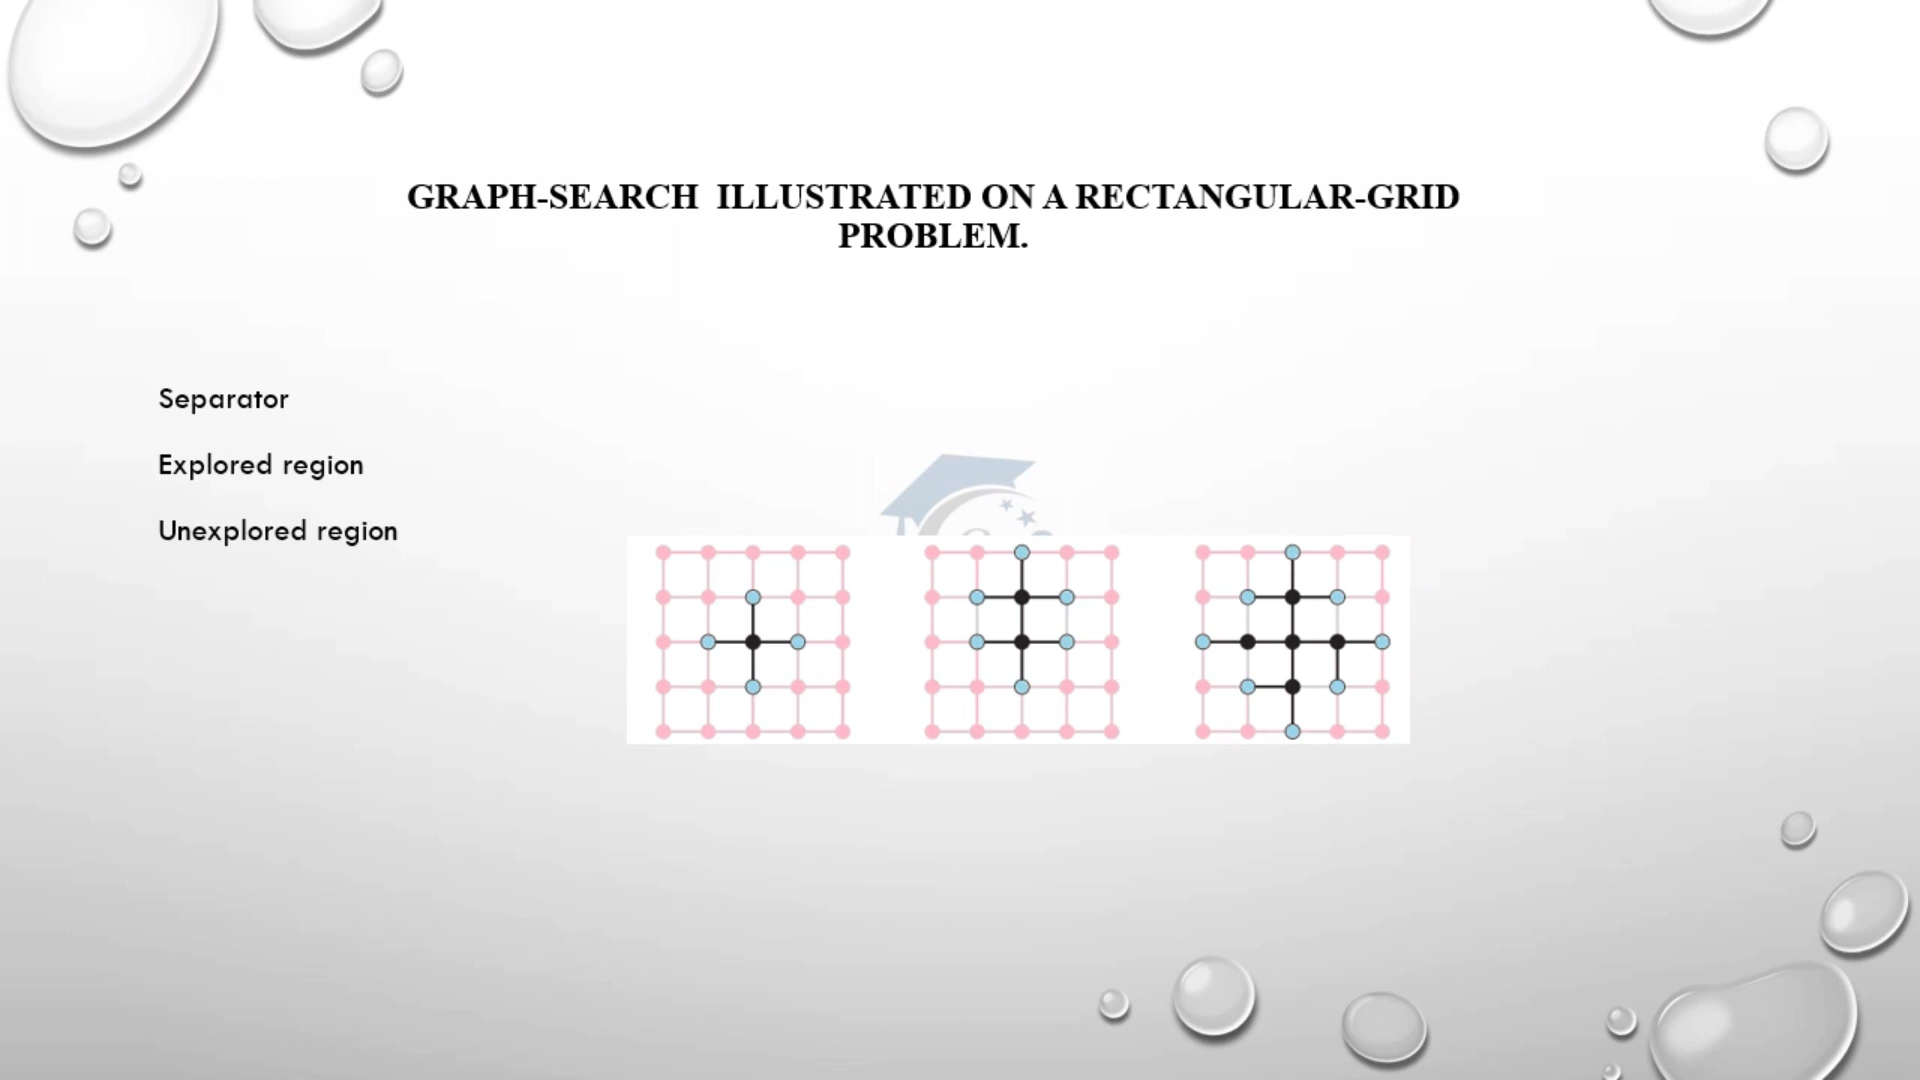 GRAPH-SEARCH ILLUSTRATED ON A RECTANGULAR-GRID
PROBLEM.
Separator
Explored region
Unexplored region